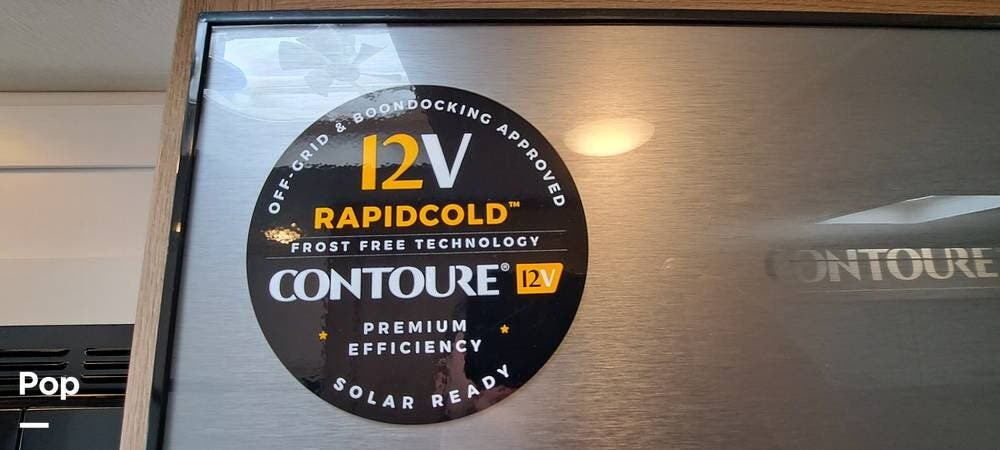 OFF-GRID & BOONDOCKING APPROVED
12V
RAPIDCOLD™
FROST FREE TECHNOLOGY
CONTOURE® 12V
PREMIUM
EFFICIENCY
SOLAR READY
CONTOURE
Pop